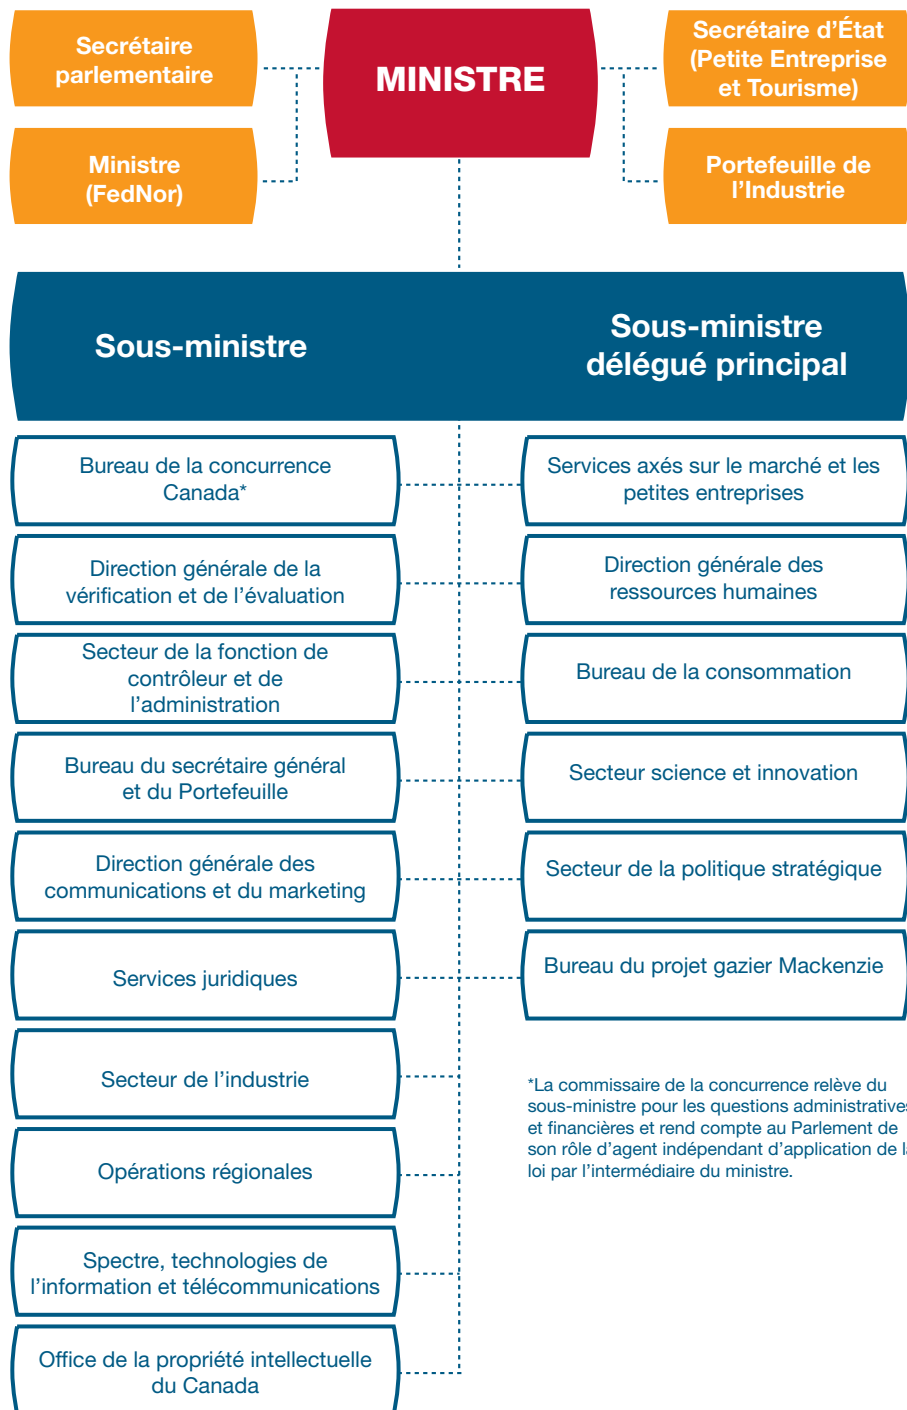 Secrétaire
parlementaire
MINISTRE
Secrétaire d’État
(Petite Entreprise
et Tourisme)
Ministre
(FedNor)
Portefeuille de
l’Industrie
Sous-ministre
Sous-ministre
délégué principal
Bureau de la concurrence
Canada*
Services axés sur le marché et les
petites entreprises
Direction générale de la
vérification et de l’évaluation
Direction générale des
ressources humaines
Secteur de la fonction de
contrôleur et de
l’administration
Bureau de la consommation
Bureau du secrétaire général
et du Portefeuille
Secteur science et innovation
Direction générale des
communications et du marketing
Secteur de la politique stratégique
Services juridiques
Bureau du projet gazier Mackenzie
Secteur de l’industrie
Opérations régionales
Spectre, technologies de
l’information et télécommunications
Office de la propriété intellectuelle
du Canada
*La commissaire de la concurrence relève du
sous-ministre pour les questions administratives
et financières et rend compte au Parlement de
son rôle d’agent indépendant d’application de la
loi par l’intermédiaire du ministre.